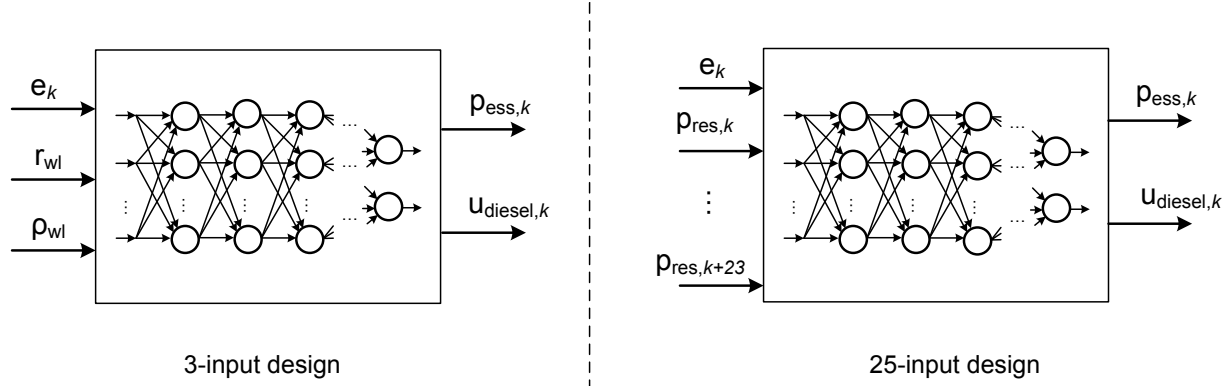 e_k
r_wl
ρ_wl
p_ess,k
u_diesel,k
3-input design
e_k
p_res,k
⋮
p_res,k+23
p_ess,k
u_diesel,k
25-input design